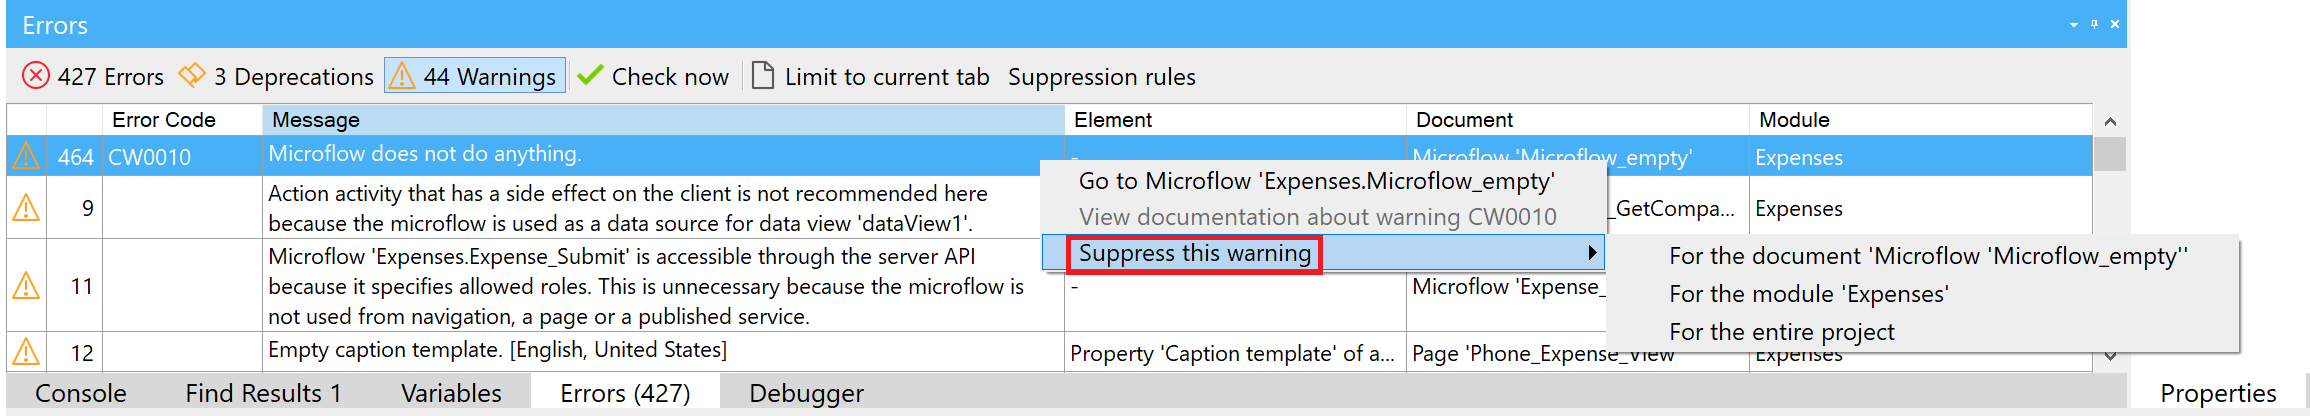 Errors
427 Errors 3 Deprecations 44 Warnings Check now Limit to current tab Suppression rules
Error Code Message Element Document Module
464 CW0010 Microflow does not do anything. - Microflow 'Microflow_empty' Expenses
Go to Microflow 'Expenses.Microflow_empty'
9 Action activity that has a side effect on the client is not recommended here
because the microflow is used as a data source for data view 'dataView1'.
_GetCompa... Expenses
View documentation about warning CW0010
Suppress this warning
For the document 'Microflow 'Microflow_empty''
For the module 'Expenses'
For the entire project
11 Microflow 'Expenses.Expense_Submit' is accessible through the server API
because it specifies allowed roles. This is unnecessary because the microflow is
not used from navigation, a page or a published service.
- Microflow 'Expense_
12 Empty caption template. [English, United States] Property 'Caption template' of a... Page 'Phone_Expense_View Expenses
Console Find Results 1 Variables Errors (427) Debugger Properties